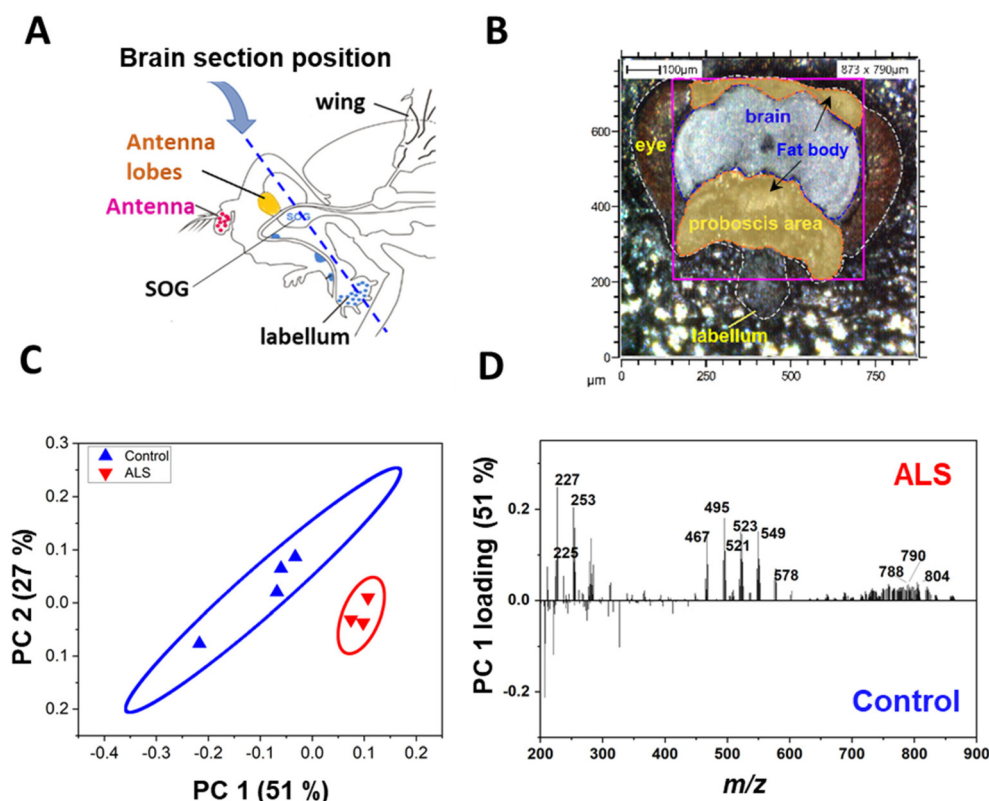 A
Brain section position
wing
Antenna
lobes
Antenna
SOG
SOG
labellum
B
100µm
873 x 790µm
brain
eye
Fat body
proboscis area
labellum
600
400
200
0
µm
0
250
500
750
C
Control
ALS
0.3
0.2
0.1
0.0
0.1
0.2
PC 2 (27 %)
-0.4
-0.3
-0.2
-0.1
0.0
0.1
0.2
PC 1 (51 %)
D
ALS
227
253
225
495
523
549
467
521
578
788
790
804
0.2
0.0
-0.2
PC 1 loading (51 %)
Control
200
300
400
500
600
700
800
900
m/z